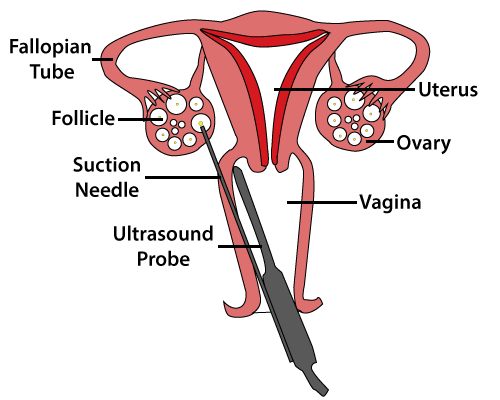 Fallopian
Tube
Follicle
Suction
Needle
Ultrasound
Probe
Uterus
Ovary
Vagina